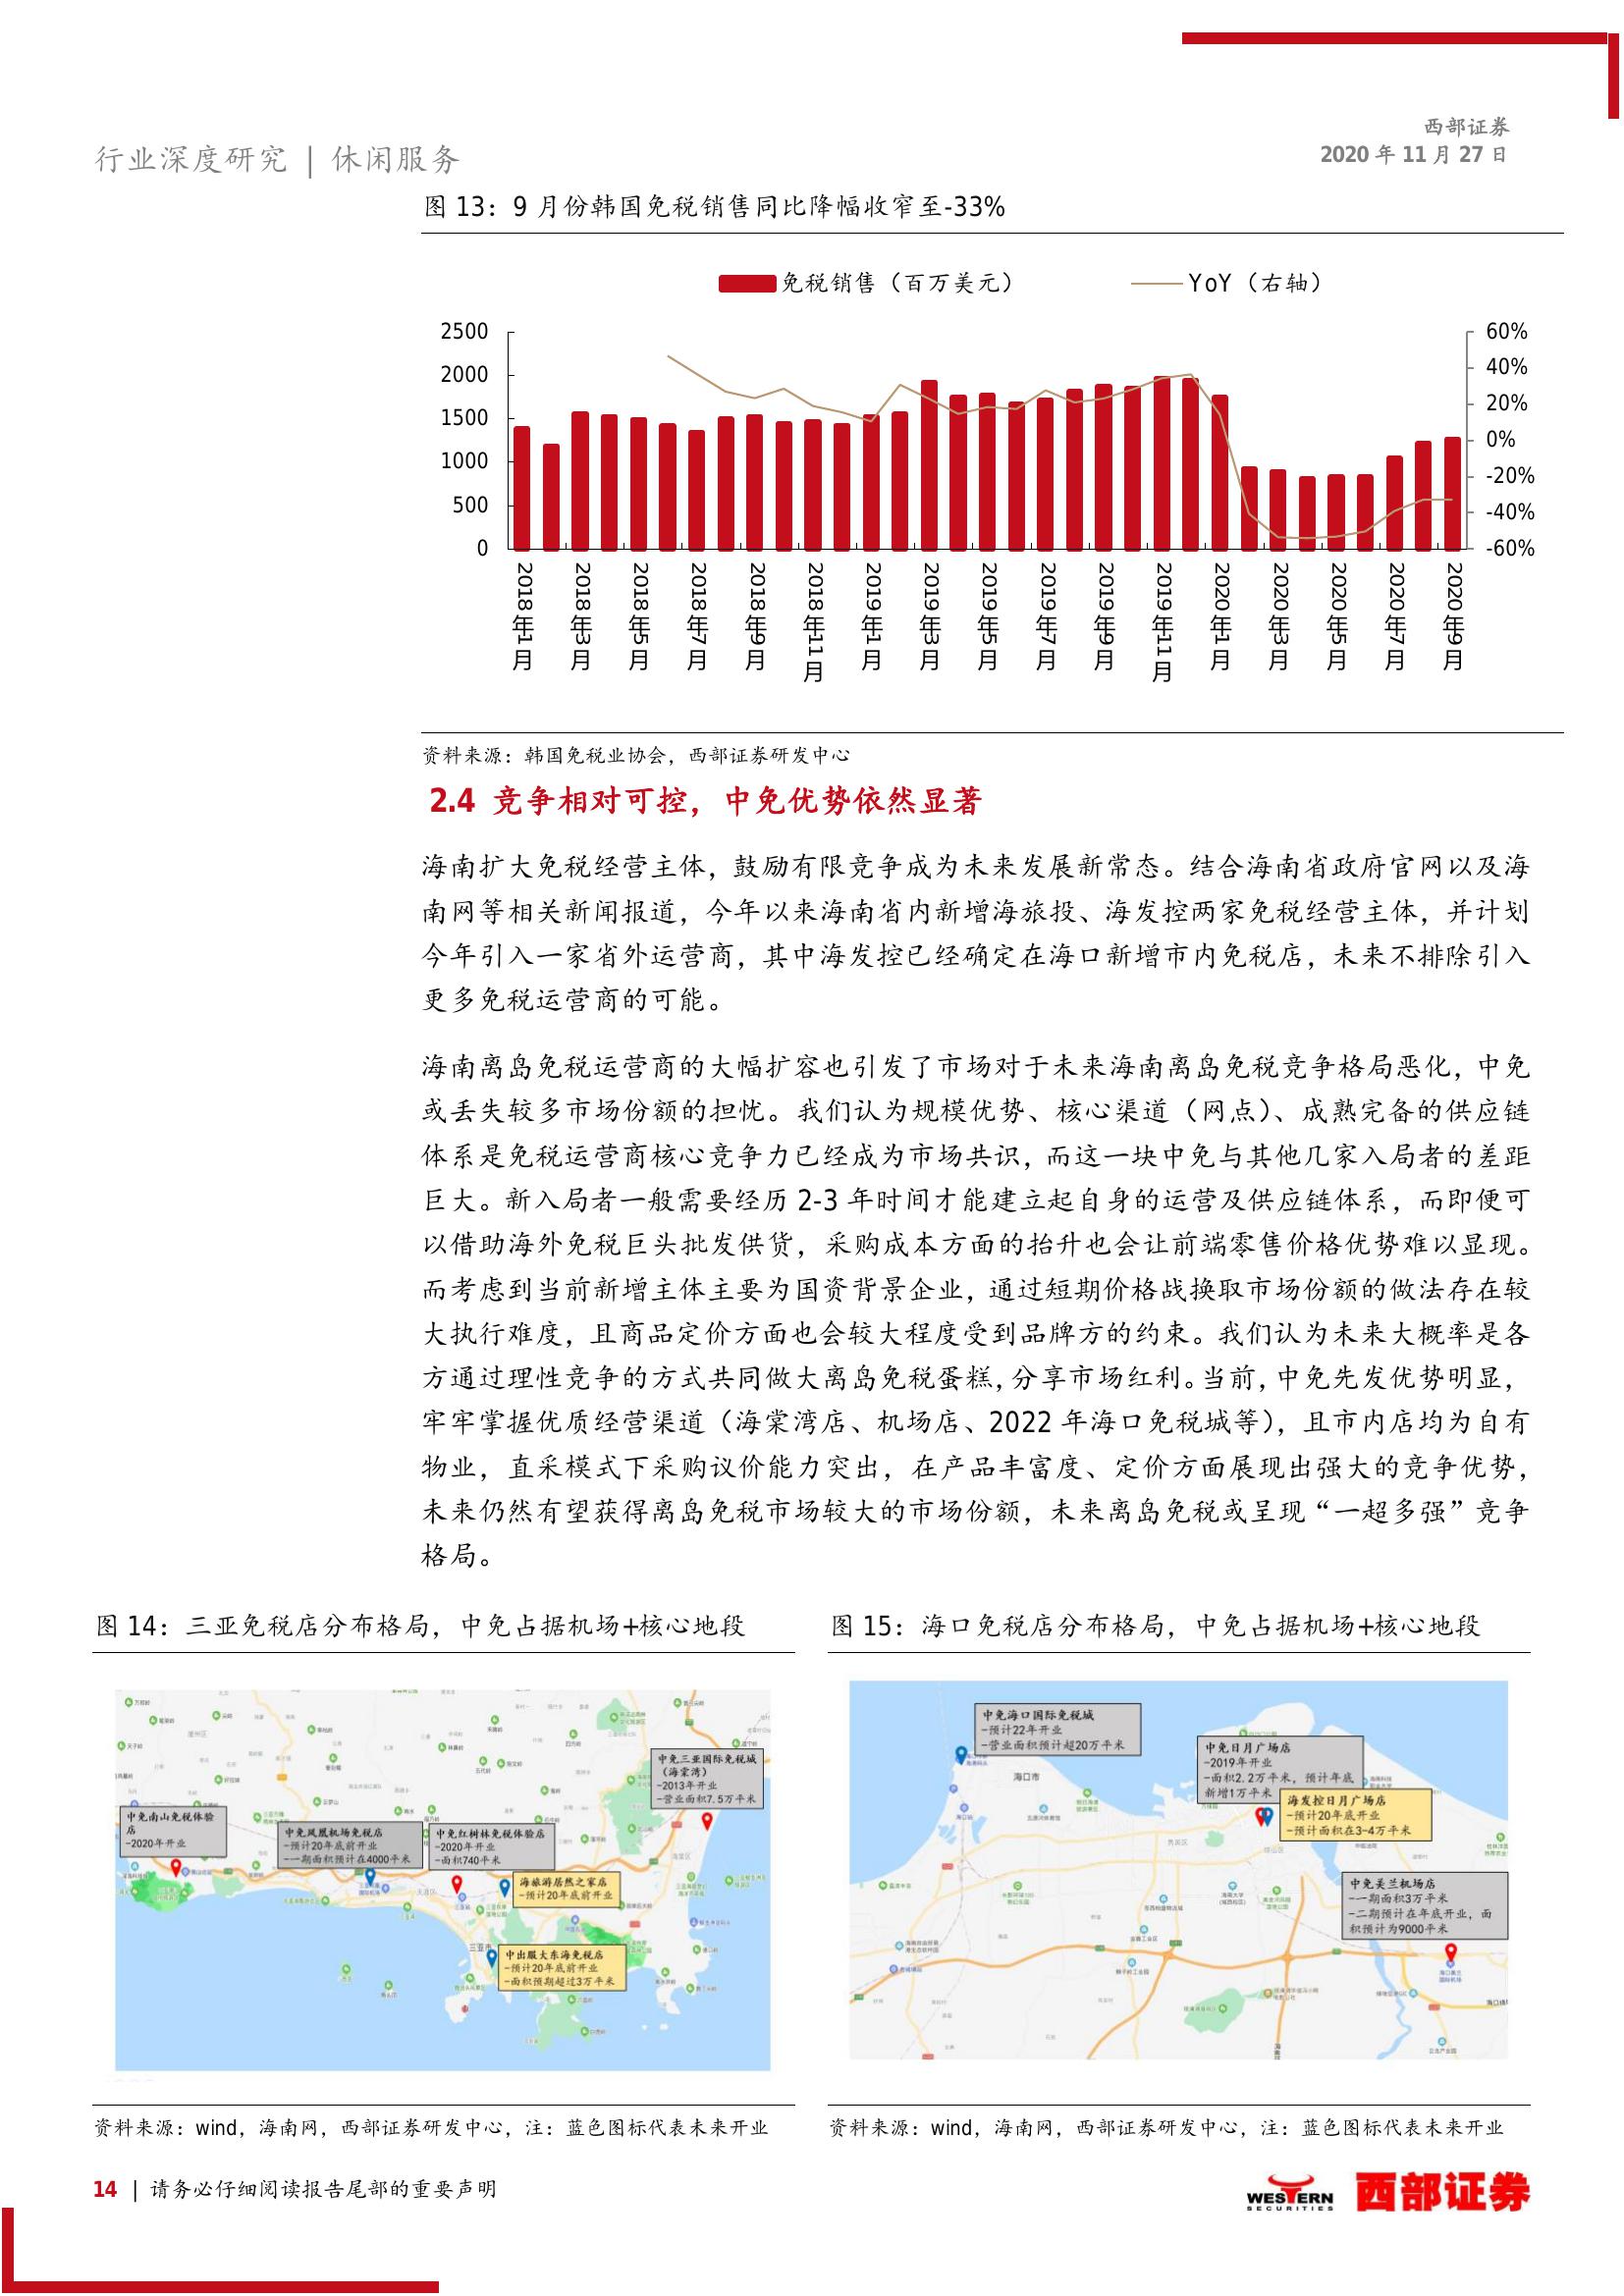 西部证券
2020 年 11 月 27 日
行业深度研究 | 休闲服务
图 13：9 月份韩国免税销售同比降幅收窄至-33%
免税销售（百万美元）
YoY（右轴）
2500
2000
1500
1000
500
0
60%
40%
20%
0%
-20%
-40%
-60%
2018年1月
2018年3月
2018年5月
2018年7月
2018年9月
2018年11月
2019年1月
2019年3月
2019年5月
2019年7月
2019年9月
2019年11月
2020年1月
2020年3月
2020年5月
2020年7月
2020年9月
资料来源：韩国免税业协会，西部证券研发中心
2.4 竞争相对可控，中免优势依然显著
海南扩大免税经营主体，鼓励有限竞争成为未来发展新常态。结合海南省政府官网以及海
南网等相关新闻报道，今年以来海南省内新增海旅投、海发控两家免税经营主体，并计划
今年引入一家省外运营商，其中海发控已经确定在海口新增市内免税店，未来不排除引入
更多免税运营商的可能。
海南离岛免税运营商的大幅扩容也引发了市场对于未来海南离岛免税竞争格局恶化，中免
或丢失较多市场份额的担忧。我们认为规模优势、核心渠道（网点）、成熟完备的供应链
体系是免税运营商核心竞争力已经成为市场共识，而这一块中免与其他几家入局者的差距
巨大。新入局者一般需要经历 2-3 年时间才能建立起自身的运营及供应链体系，而即便可
以借助海外免税巨头批发供货，采购成本方面的抬升也会让前端零售价格优势难以显现。
而考虑到当前新增主体主要为国资背景企业，通过短期价格战换取市场份额的做法存在较
大执行难度，且商品定价方面也会较大程度受到品牌方的约束。我们认为未来大概率是各
方通过理性竞争的方式共同做大离岛免税蛋糕，分享市场红利。当前，中免先发优势明显，
牢牢掌握优质经营渠道（海棠湾店、机场店、2022 年海口免税城等），且市内店均为自有
物业，直采模式下采购议价能力突出，在产品丰富度、定价方面展现出强大的竞争优势，
未来仍然有望获得离岛免税市场较大的市场份额，未来离岛免税或呈现“一超多强”竞争
格局。
图 14：三亚免税店分布格局，中免占据机场+核心地段
中免三亚国际免税城
（海棠湾）
-2013年开业
-营业面积7.5万平米
中免南山免税体验
店
-2020年开业
中免凤凰机场免税店
-预计20年底前开业
-一期面积预计在4000平米
中免红树林免税体验店
-2020年开业
-面积740平米
海旅游居然之家店
-预计20年底前开业
三亚市
中出服大东海免税店
-预计20年底前开业
-面积预期超过3万平米
资料来源：wind，海南网，西部证券研发中心，注：蓝色图标代表未来开业
图 15：海口免税店分布格局，中免占据机场+核心地段
中免海口国际免税城
-预计22年开业
-营业面积预计超20万平米
海口市
中免日月广场店
-2019年开业
-面积2.2万平米，预计年底
新增1万平米
海发控日月广场店
-预计20年底开业
-预计面积在3-4万平米
中免美兰机场店
-一期面积3万平米
-二期预计在年底开业，面
积预计为9000平米
资料来源：wind，海南网，西部证券研发中心，注：蓝色图标代表未来开业
14 | 请务必仔细阅读报告尾部的重要声明
WESTERN
SECURITIES
西部证券